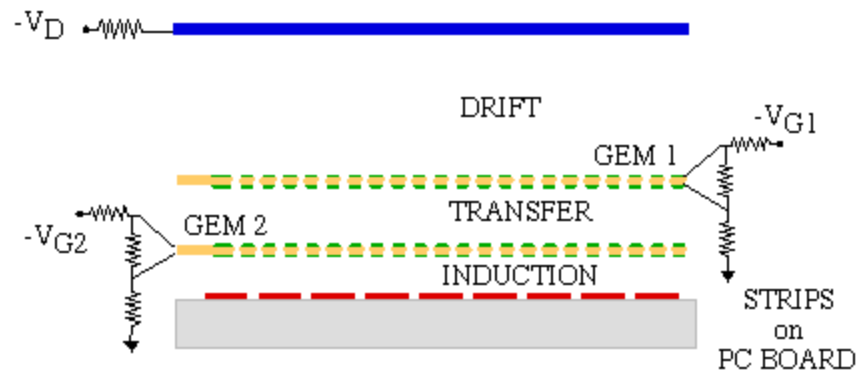 -VD
DRIFT
-VG1
GEM 1
TRANSFER
GEM 2
-VG2
INDUCTION
STRIPS
on
PC BOARD